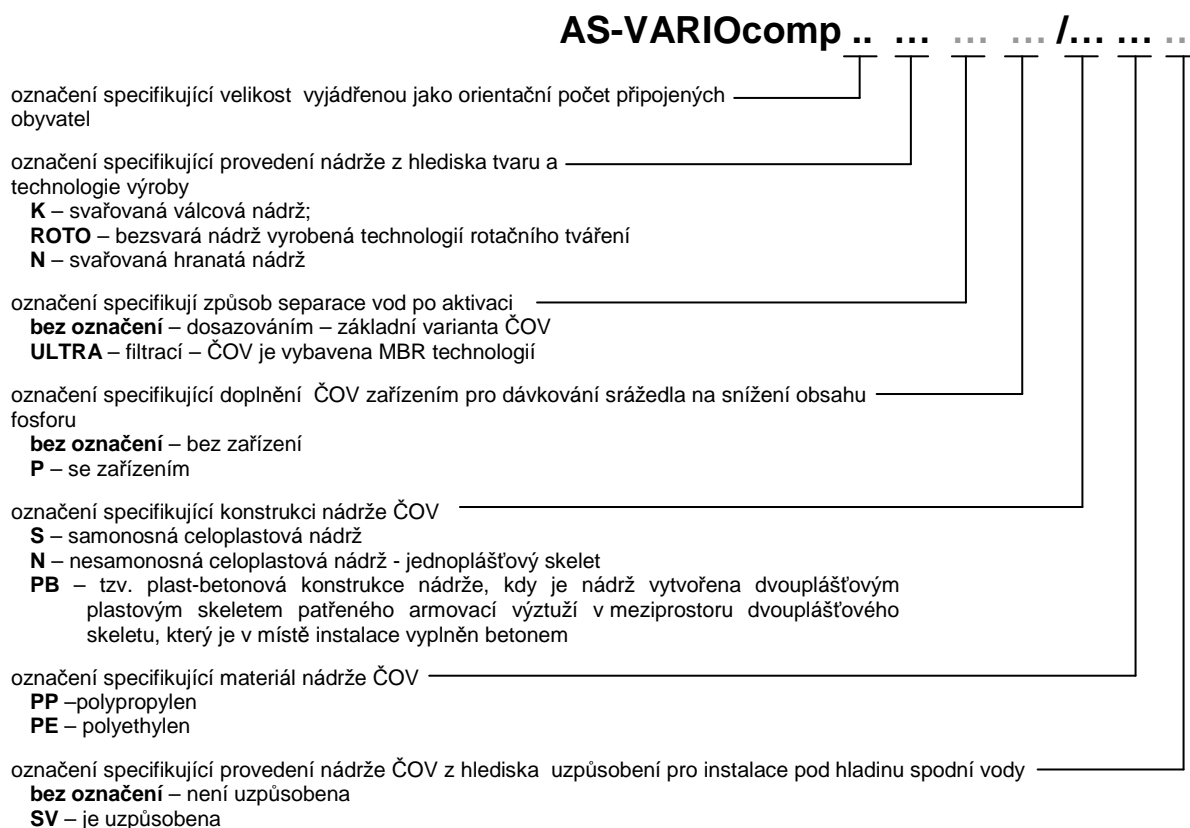 AS-VARIOcomp .. … … … /… … ..
označení specifikující velikost vyjádřenou jako orientační počet připojených
obyvatel
označení specifikující provedení nádrže z hlediska tvaru a
technologie výroby
K – svařovaná válcová nádrž;
ROTO – bezsvará nádrž vyrobená technologií rotačního tváření
N – svařovaná hranatá nádrž
označení specifikují způsob separace vod po aktivaci
bez označení – dosazováním – základní varianta ČOV
ULTRA – filtrací – ČOV je vybavena MBR technologií
označení specifikující doplnění ČOV zařízením pro dávkování srážedla na snížení obsahu
fosforu
bez označení – bez zařízení
P – se zařízením
označení specifikující konstrukci nádrže ČOV
S – samonosná celoplastová nádrž
N – nesamonosná celoplastová nádrž - jednoplášťový skelet
PB – tzv. plast-betonová konstrukce nádrže, kdy je nádrž vytvořena dvouplášťovým
plastovým skeletem patřeného armovací výztuží v meziprostoru dvouplášťového
skeletu, který je v místě instalace vyplněn betonem
označení specifikující materiál nádrže ČOV
PP –polypropylen
PE – polyethylen
označení specifikující provedení nádrže ČOV z hlediska uzpůsobení pro instalace pod hladinu spodní vody
bez označení – není uzpůsobena
SV – je uzpůsobena